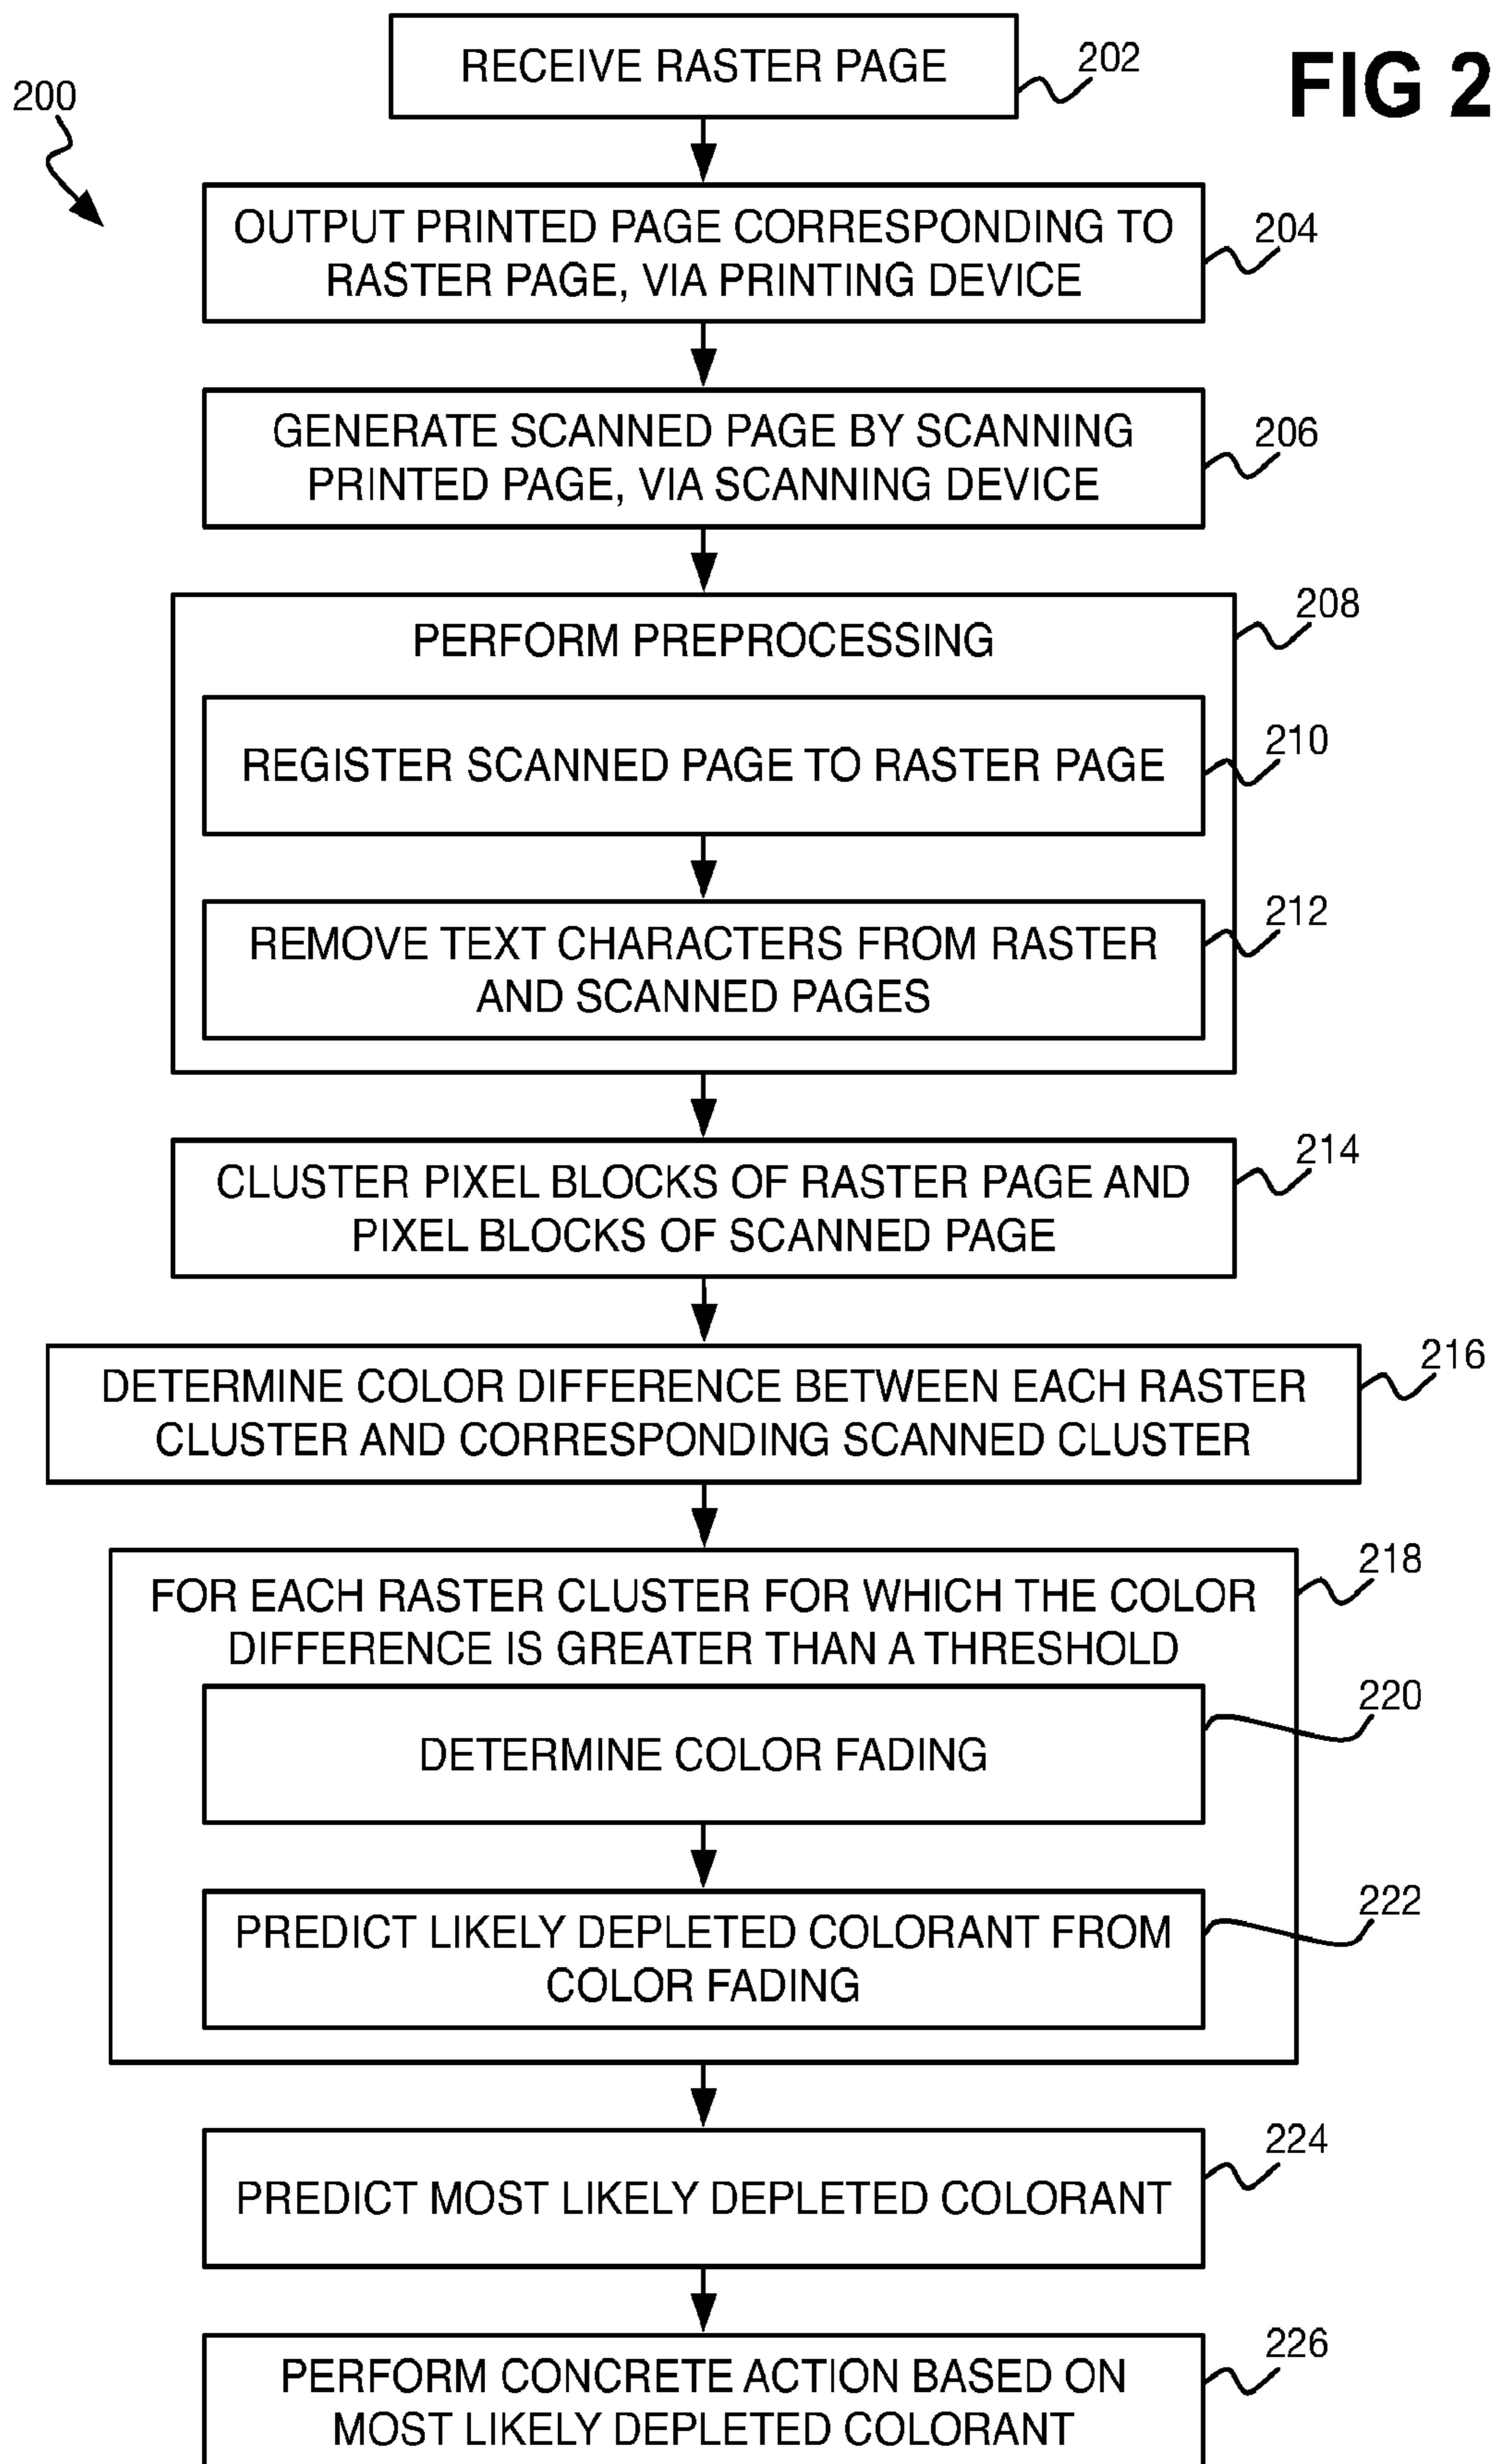 RECEIVE RASTER PAGE
202
FIG 2
200
OUTPUT PRINTED PAGE CORRESPONDING TO
RASTER PAGE, VIA PRINTING DEVICE
204
GENERATE SCANNED PAGE BY SCANNING
PRINTED PAGE, VIA SCANNING DEVICE
206
PERFORM PREPROCESSING
208
REGISTER SCANNED PAGE TO RASTER PAGE
210
REMOVE TEXT CHARACTERS FROM RASTER
AND SCANNED PAGES
212
CLUSTER PIXEL BLOCKS OF RASTER PAGE AND
PIXEL BLOCKS OF SCANNED PAGE
214
DETERMINE COLOR DIFFERENCE BETWEEN EACH RASTER
CLUSTER AND CORRESPONDING SCANNED CLUSTER
216
FOR EACH RASTER CLUSTER FOR WHICH THE COLOR
DIFFERENCE IS GREATER THAN A THRESHOLD
218
DETERMINE COLOR FADING
220
PREDICT LIKELY DEPLETED COLORANT FROM
COLOR FADING
222
PREDICT MOST LIKELY DEPLETED COLORANT
224
PERFORM CONCRETE ACTION BASED ON
MOST LIKELY DEPLETED COLORANT
226